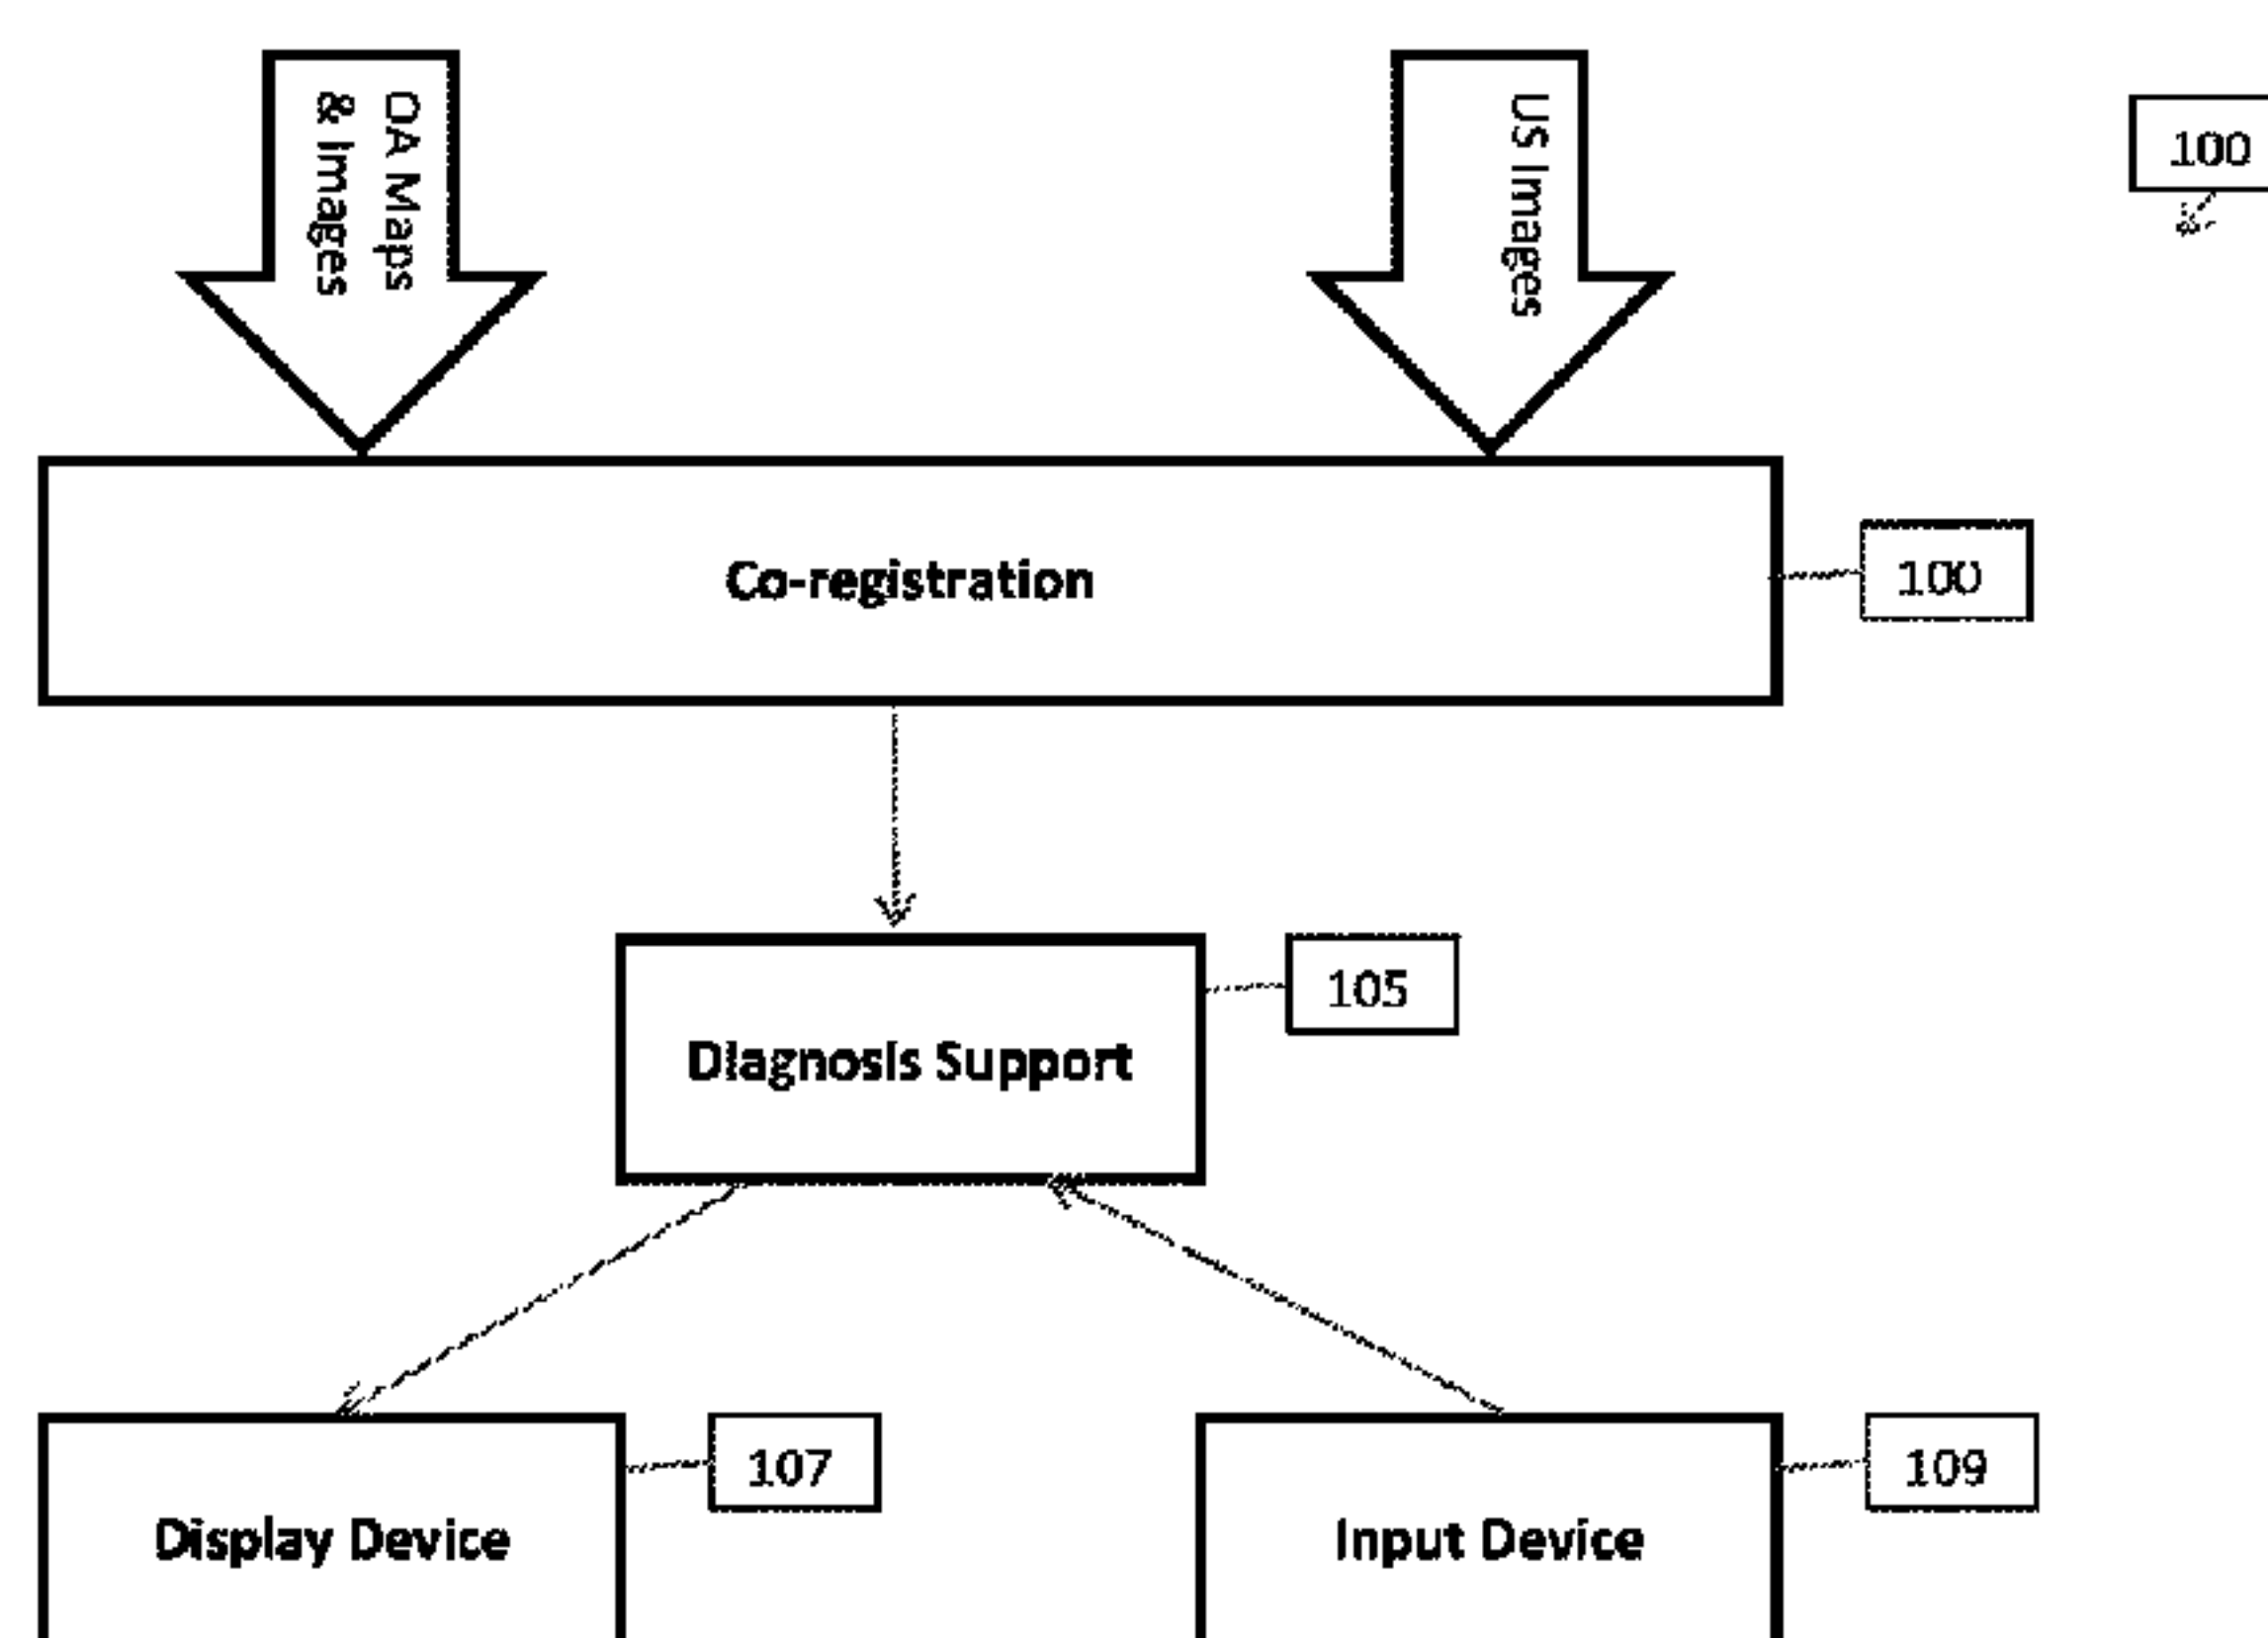 OA Maps
& Images
US Images
100
Co-registration
100
Diagnosis Support
105
Display Device
107
Input Device
109